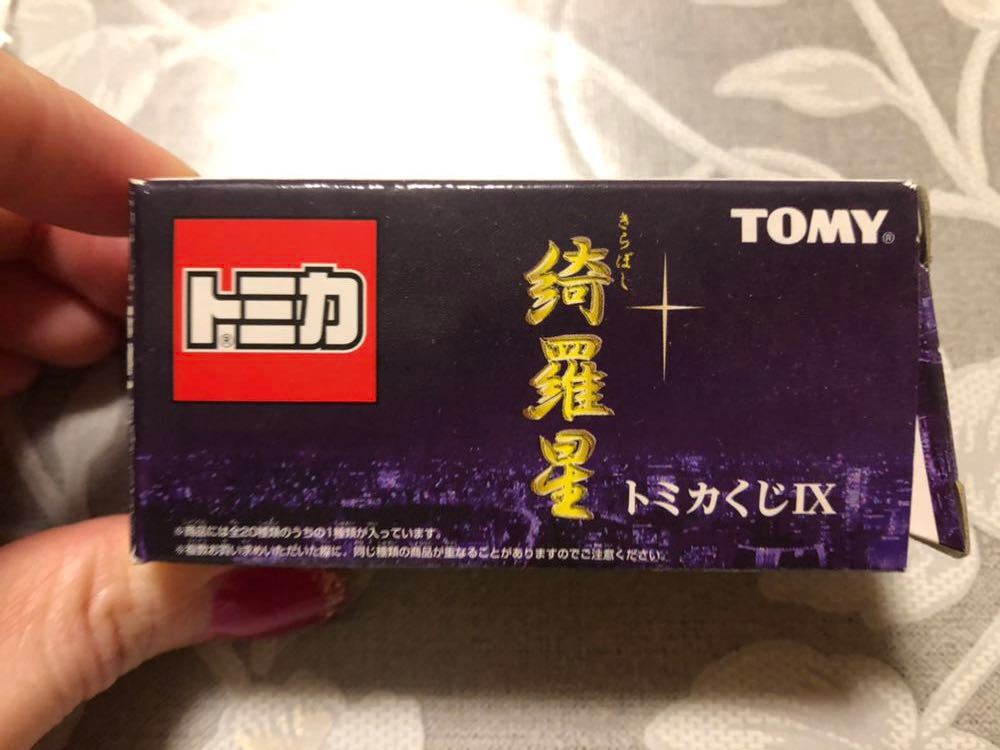 トミカ®
TOMY®
きらぼし
綺羅星
トミカくじIX
※商品には全20種類のうちの1種類が入っています。
※複数お買い求めいただいた際に、同じ種類の商品が重なることがありますのでご注意ください。